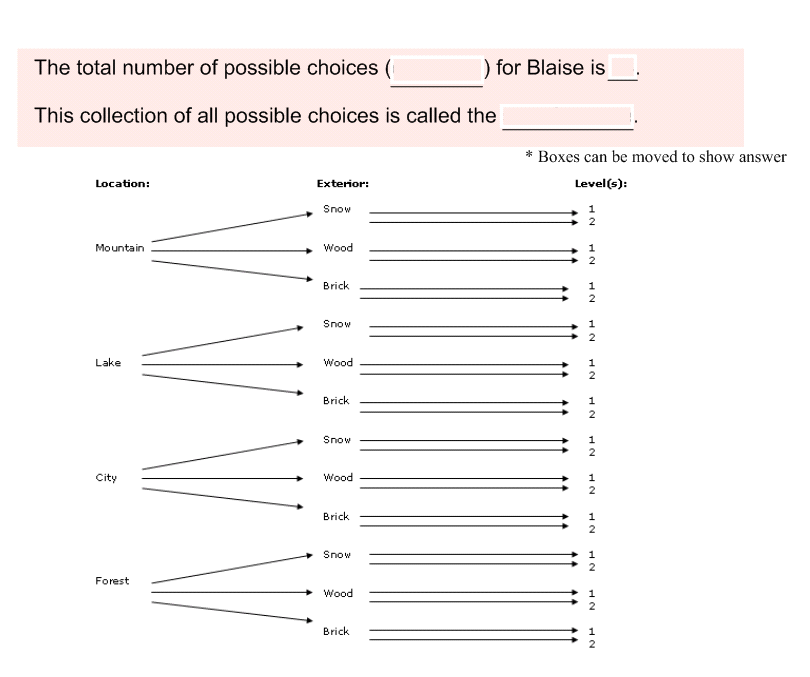 The total number of possible choices ( ) for Blaise is .
This collection of all possible choices is called the .
* Boxes can be moved to show answer
Location: Exterior: Level(s):
Snow 1
2
Mountain Wood 1
2
Brick 1
2
Snow 1
2
Lake Wood 1
2
Brick 1
2
Snow 1
2
City Wood 1
2
Brick 1
2
Snow 1
2
Forest
Wood 1
2
Brick 1
2